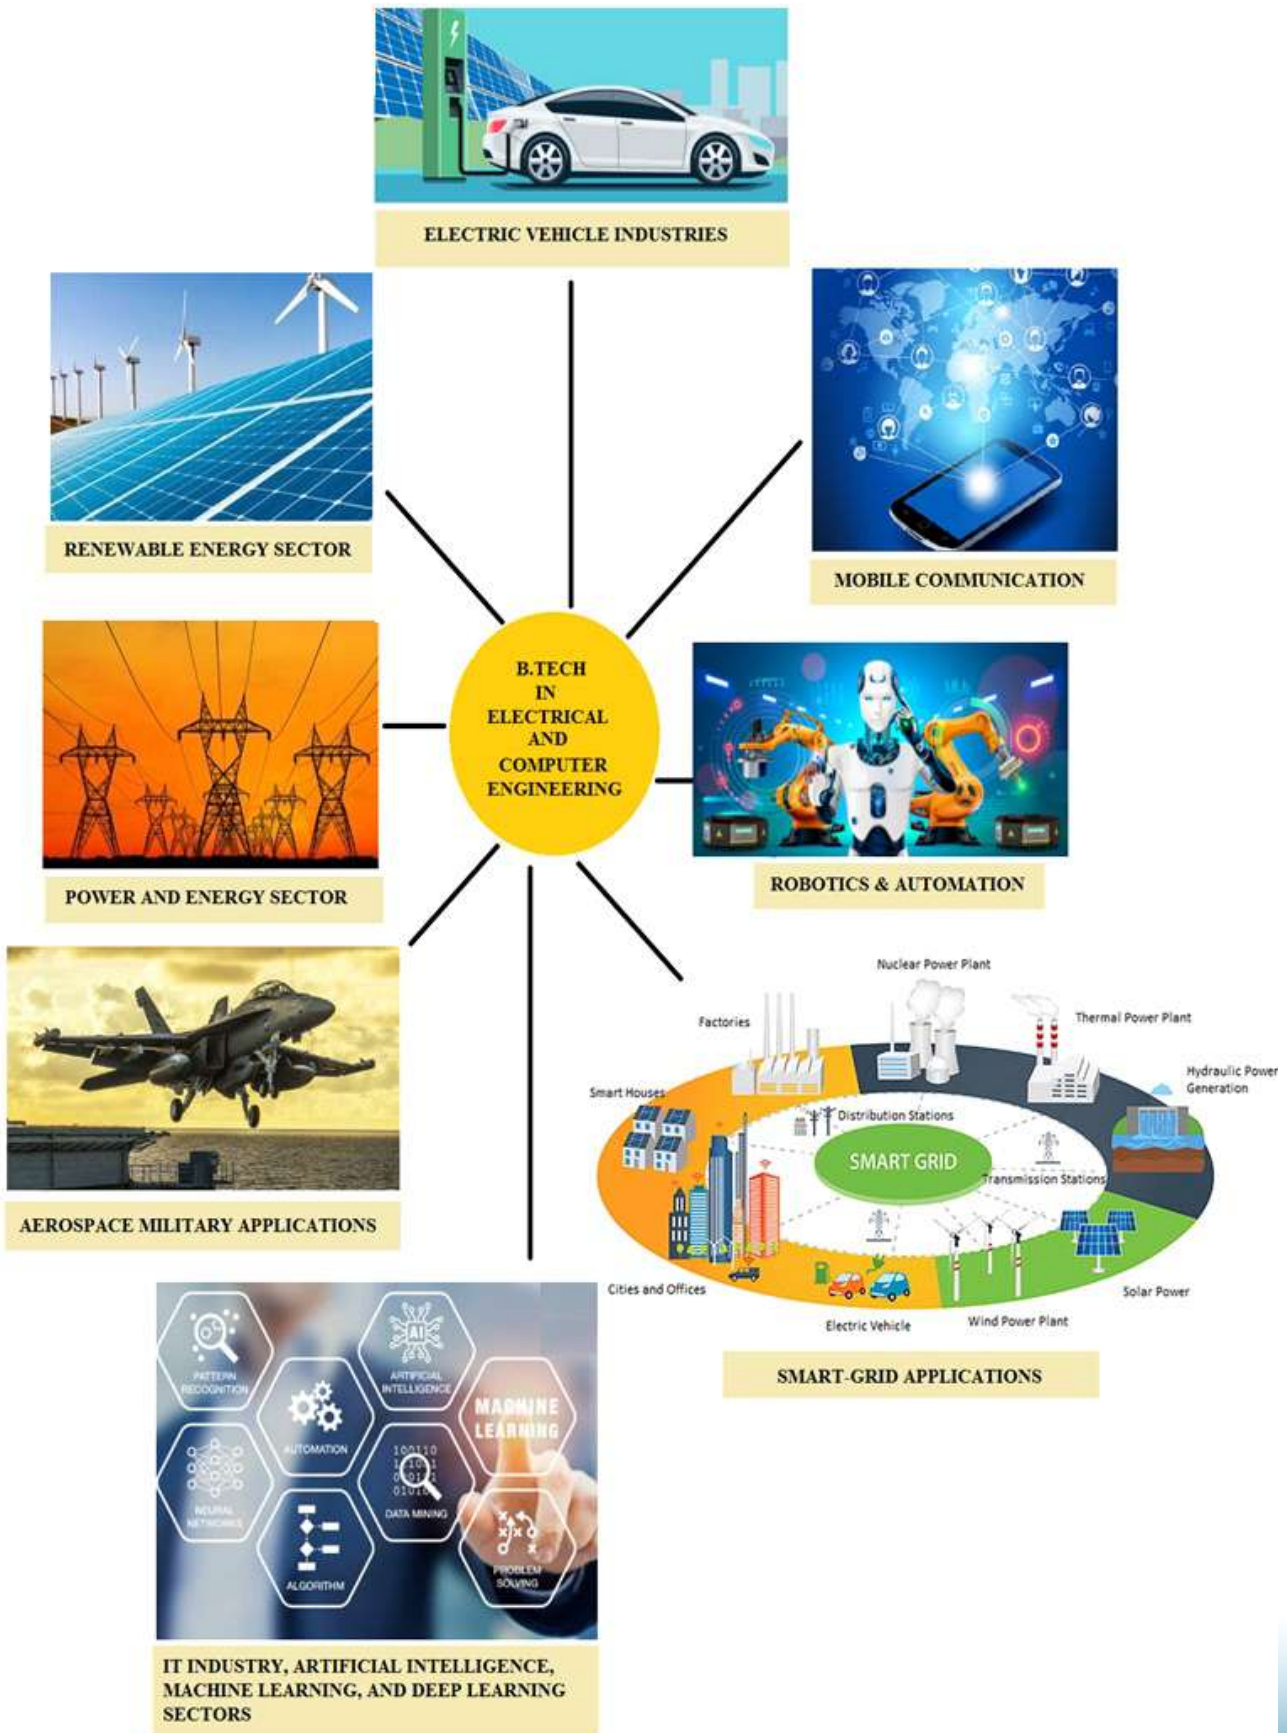 ELECTRIC VEHICLE INDUSTRIES
RENEWABLE ENERGY SECTOR
MOBILE COMMUNICATION
B.TECH
IN
ELECTRICAL
AND
COMPUTER
ENGINEERING
POWER AND ENERGY SECTOR
ROBOTICS & AUTOMATION
AEROSPACE MILITARY APPLICATIONS
Nuclear Power Plant
Factories
Thermal Power Plant
Hydraulic Power
Generation
Smart Houses
Distribution Stations
SMART GRID
Transmission Stations
Cities and Offices
Solar Power
Wind Power Plant
Electric Vehicle
SMART-GRID APPLICATIONS
PATTERN
RECOGNITION
AI
ARTIFICIAL
INTELLIGENCE
MACHINE
LEARNING
AUTOMATION
NEURAL
NETWORKS
100110
DATA MINING
ALGORITHM
PROBLEM
SOLVING
IT INDUSTRY, ARTIFICIAL INTELLIGENCE,
MACHINE LEARNING, AND DEEP LEARNING
SECTORS